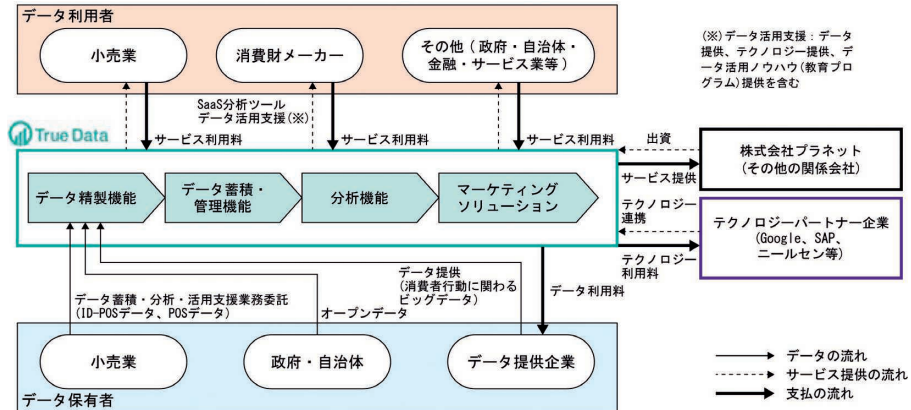 データ利用者
小売業
消費財メーカー
その他（政府・自治体・
金融・サービス業等）
(※)データ活用支援：データ
提供、テクノロジー提供、デ
ータ活用ノウハウ(教育プロ
グラム)提供を含む
SaaS分析ツール
データ活用支援(※)
True Data
サービス利用料
サービス利用料
サービス利用料
出資
株式会社プラネット
(その他の関係会社)
サービス提供
データ精製機能
データ蓄積・
管理機能
分析機能
マーケティング
ソリューション
テクノロジー
連携
テクノロジーパートナー企業
(Google、SAP、
ニールセン等)
テクノロジー
利用料
データ提供
(消費者行動に関わる
ビッグデータ)
データ利用料
データ蓄積・分析・活用支援業務委託
(ID-POSデータ、POSデータ)
オープンデータ
小売業
政府・自治体
データ提供企業
データ保有者
データの流れ
サービス提供の流れ
支払の流れ